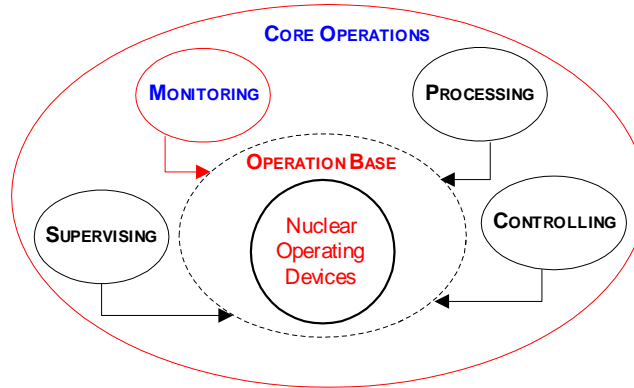 CORE OPERATIONS
MONITORING
PROCESSING
OPERATION BASE
SUPERVISING
CONTROLLING
Nuclear
Operating
Devices